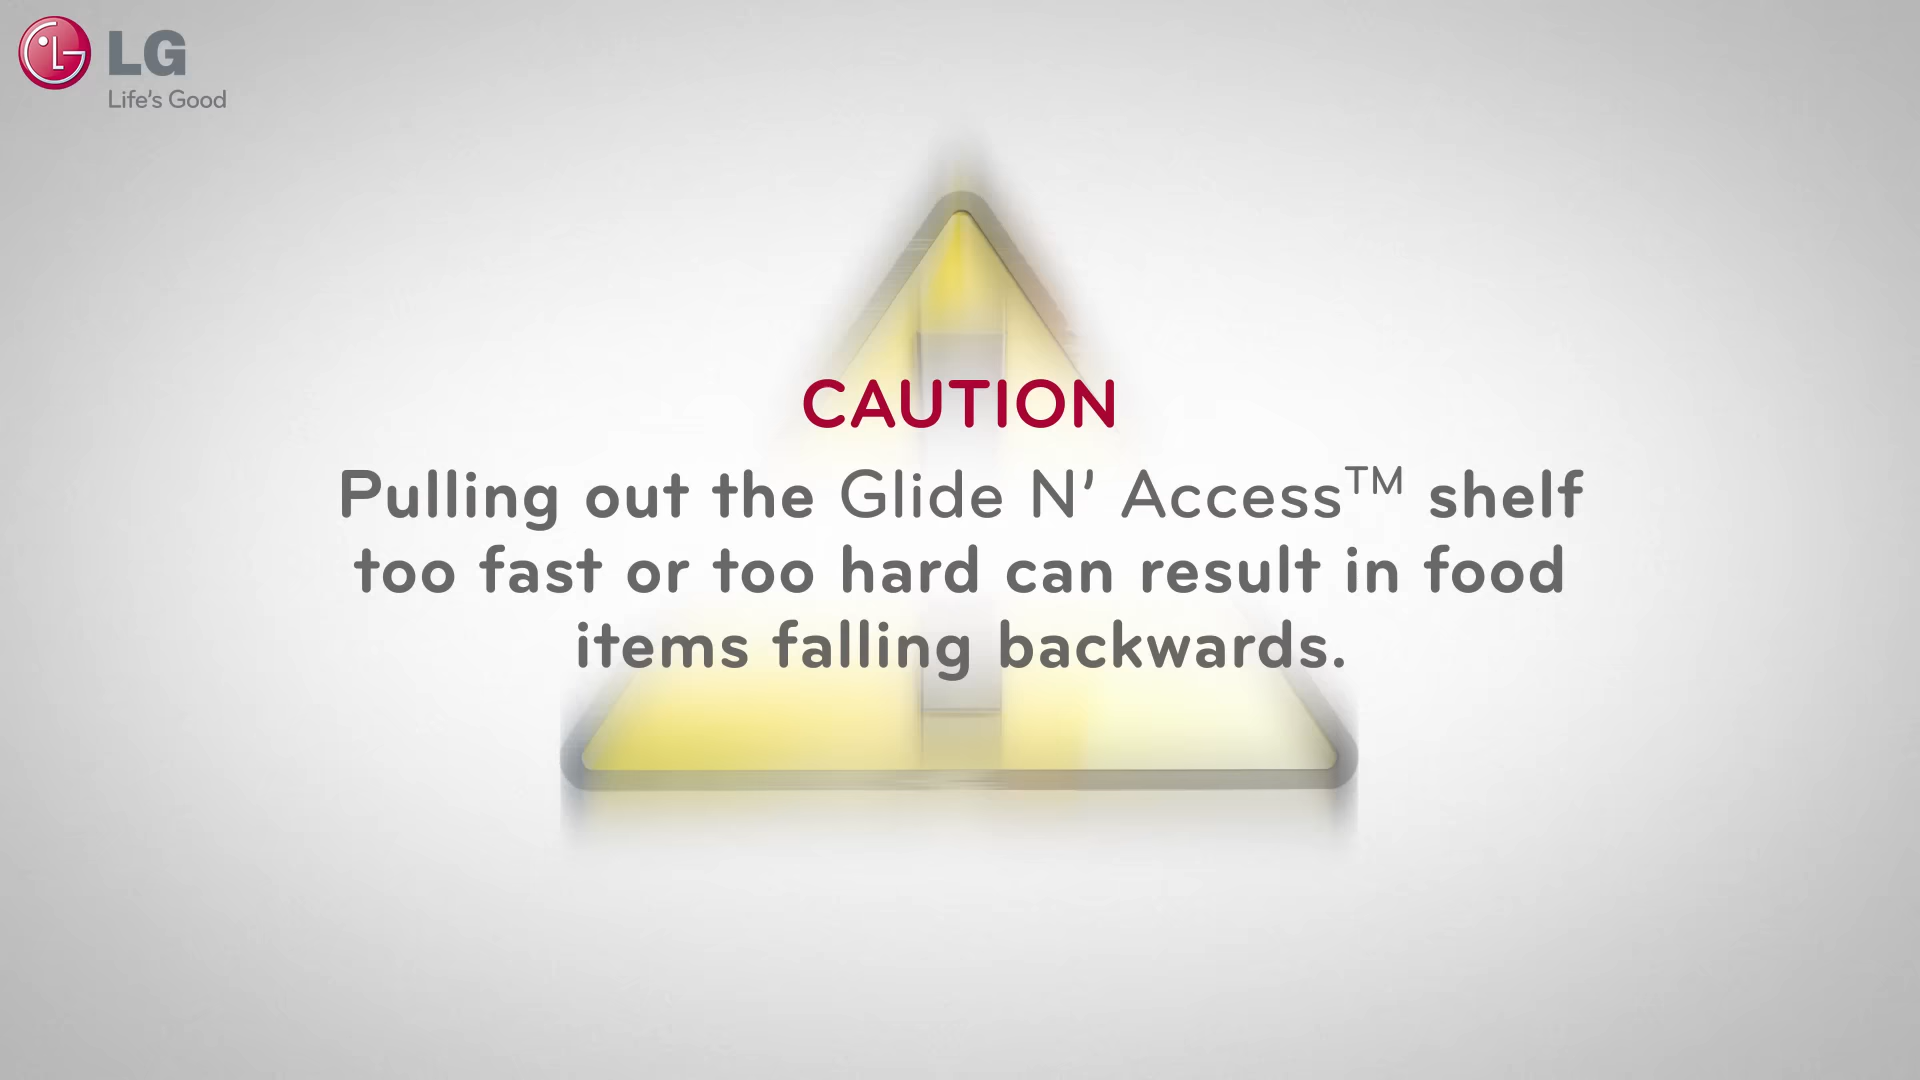 LG
Life's Good
CAUTION
Pulling out the Glide N' Access™ shelf
too fast or too hard can result in food
items falling backwards.